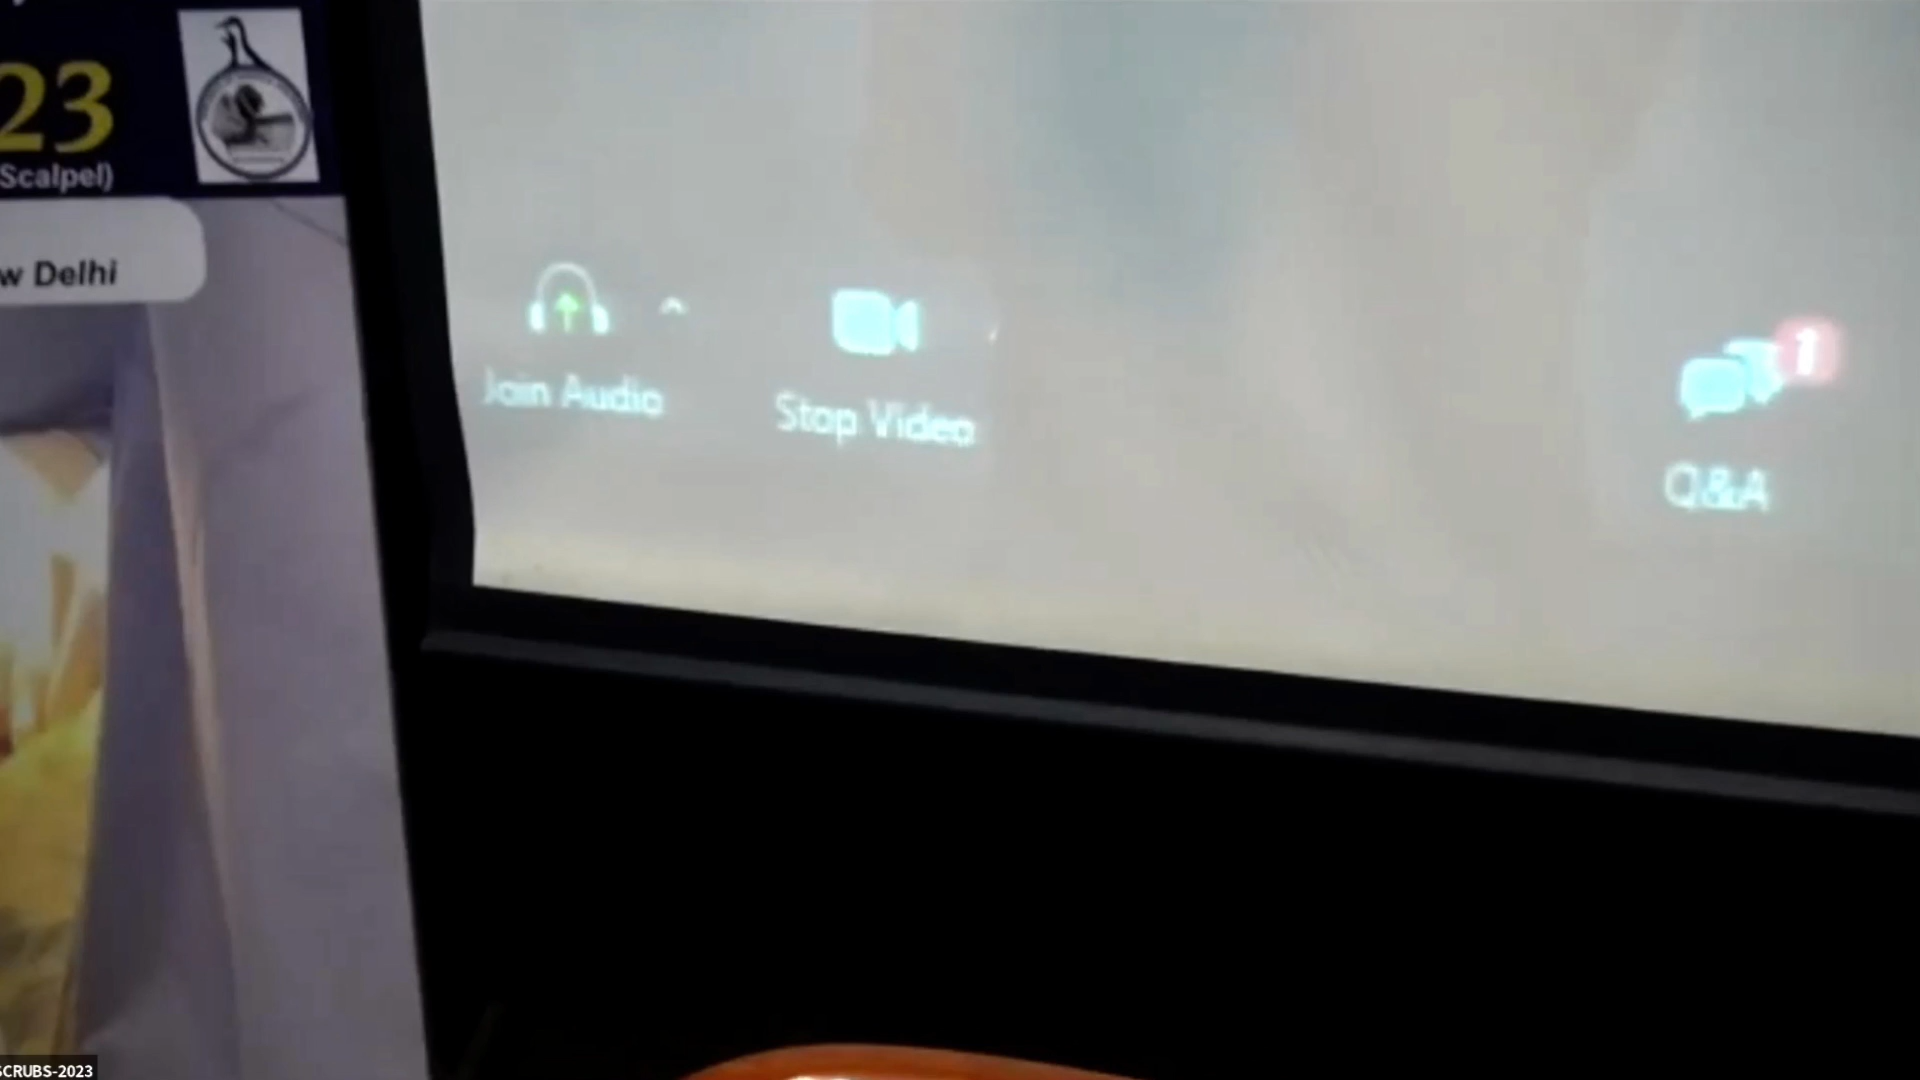 23
Scalpel)
w Delhi
Join Audio
Stop Video
1
Q&A
SCRUBS-2023